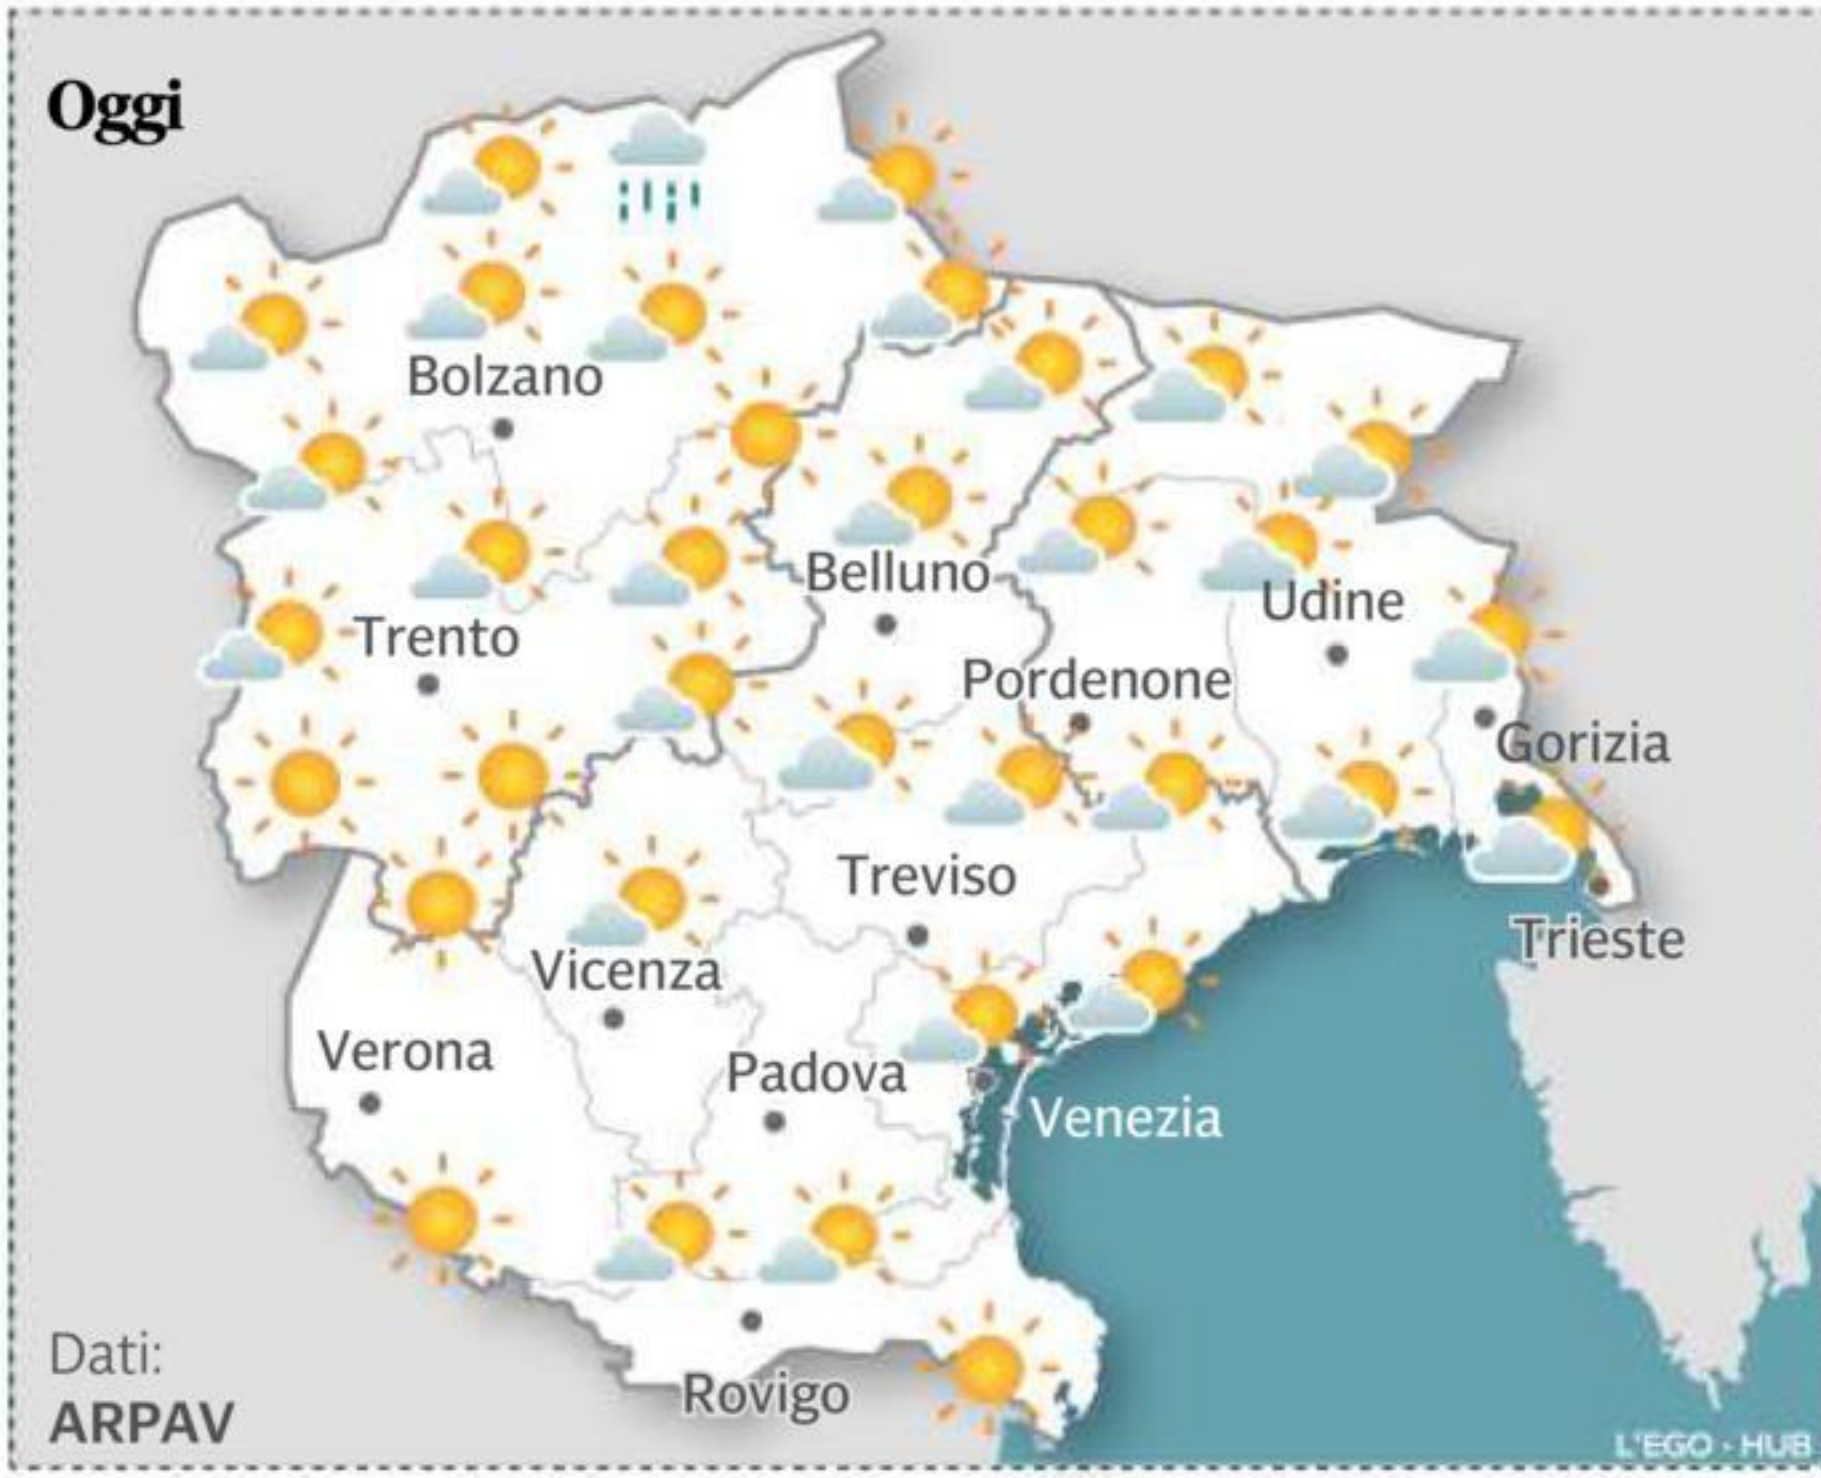 Oggi
Bolzano
Belluno
Udine
Trento
Pordenone
Gorizia
Treviso
Trieste
Vicenza
Verona
Padova
Venezia
Rovigo
Dati:
ARPAV
L'EGO - HUB